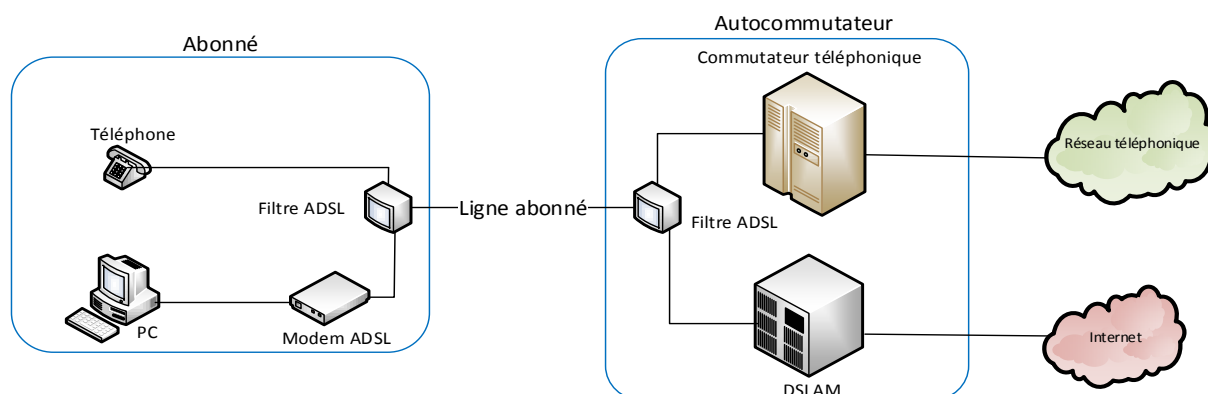 Abonné
Autocommutateur
Commutateur téléphonique
Téléphone
Réseau téléphonique
Filtre ADSL
Ligne abonné
Filtre ADSL
PC
Modem ADSL
Internet
DSLAM